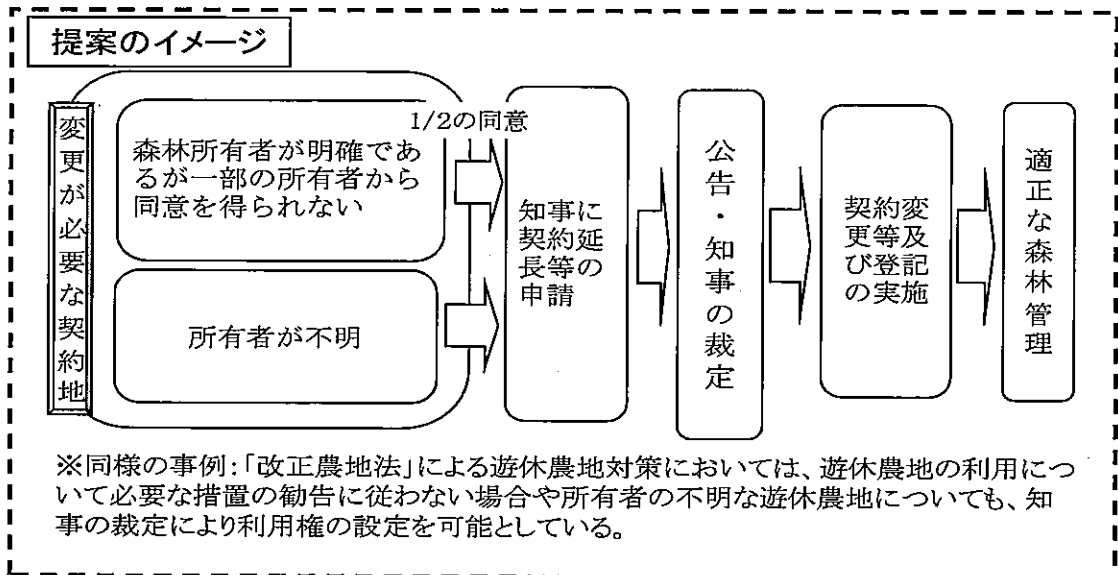 提案のイメージ
変更が必要な契約地
森林所有者が明確であ
るが一部の所有者から
同意を得られない
1/2の同意
所有者が不明
知事に
契約延
長等の
申請
公告・知事の裁定
契約変
更等及
び登記
の実施
適正な森林管理
※同様の事例:「改正農地法」による遊休農地対策においては、遊休農地の利用につ
いて必要な措置の勧告に従わない場合や所有者の不明な遊休農地についても、知
事の裁定により利用権の設定を可能としている。